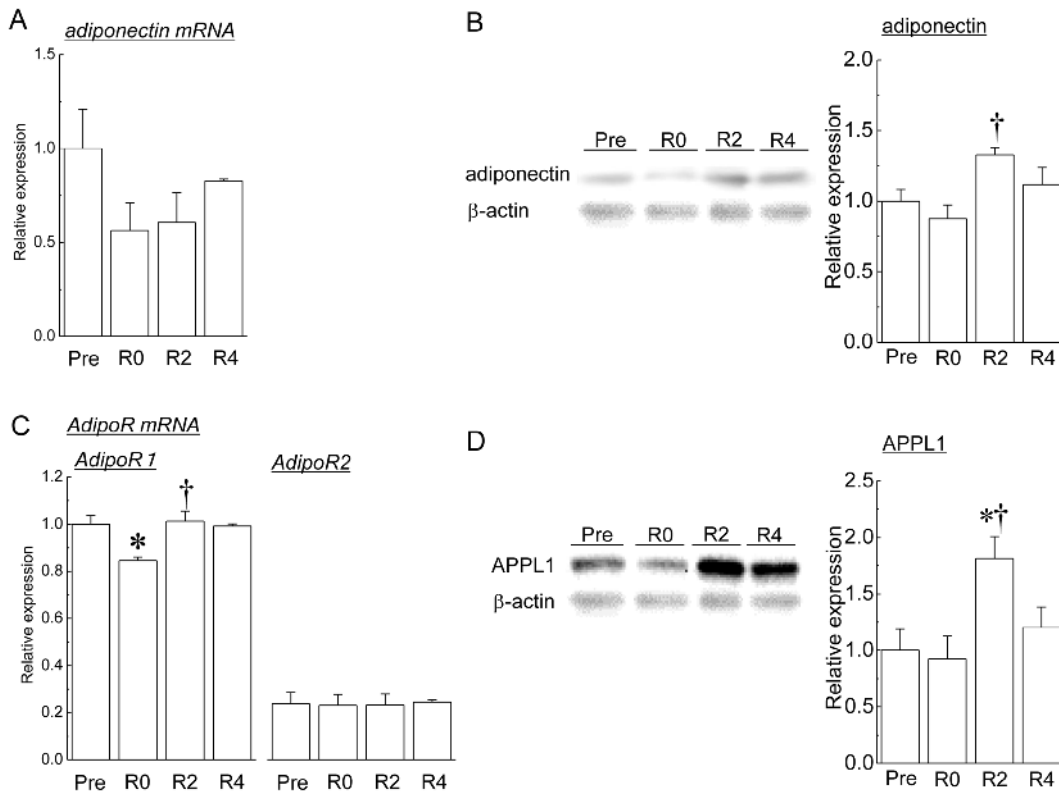 A
adiponectin mRNA
1.5
1.0
0.5
0.0
Relative expression
Pre R0 R2 R4
B
adiponectin
Pre R0 R2 R4
adiponectin
β-actin
2.0
1.5
1.0
0.5
0.0
Relative expression
†
Pre R0 R2 R4
C
AdipoR mRNA
AdipoR1
AdipoR2
1.2
1.0
0.8
0.6
0.4
0.2
0.0
Relative expression
*
†
Pre R0 R2 R4
Pre R0 R2 R4
D
APPL1
Pre R0 R2 R4
APPL1
β-actin
2.5
2.0
1.5
1.0
0.5
0.0
Relative expression
*†
Pre R0 R2 R4